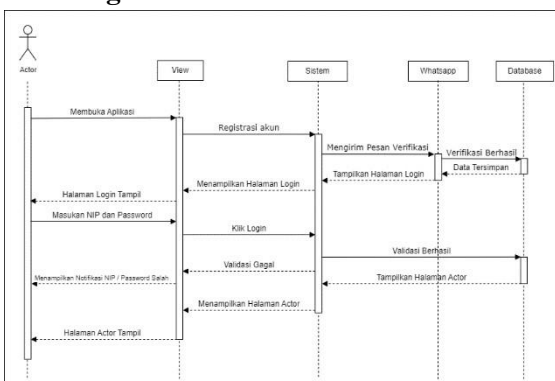 Actor
View
Sistem
Whatsapp
Database
Membuka Aplikasi
Registrasi akun
Mengirim Pesan Verifikasi
Verifikasi Berhasil
Data Tersimpan
Tampilkan Halaman Login
Menampilkan Halaman Login
Halaman Login Tampil
Masukan NIP dan Password
Klik Login
Validasi Berhasil
Validasi Gagal
Menampilkan Notifikasi NIP / Password Salah
Tampilkan Halaman Actor
Menampilkan Halaman Actor
Halaman Actor Tampil